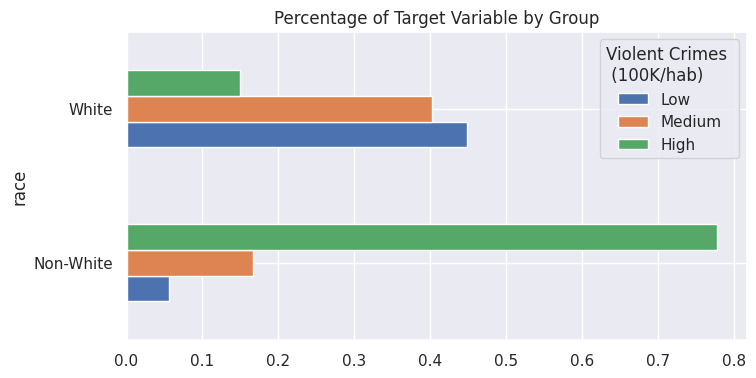 Percentage of Target Variable by Group
Violent Crimes
(100K/hab)
Low
Medium
High
race
White
Non-White
0.0 0.1 0.2 0.3 0.4 0.5 0.6 0.7 0.8